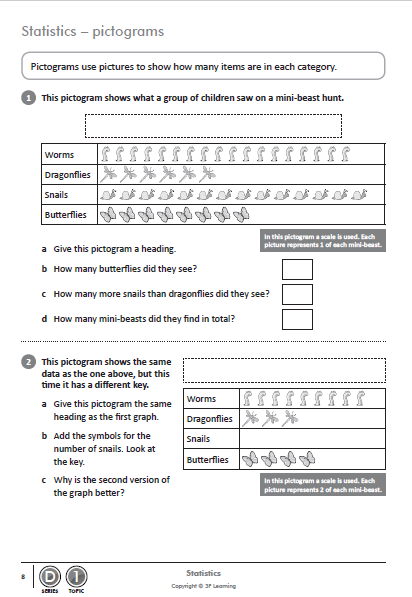 Statistics – pictograms
Pictograms use pictures to show how many items are in each category.
1 This pictogram shows what a group of children saw on a mini-beast hunt.
Worms
Dragonflies
Snails
Butterflies
In this pictogram a scale is used. Each
picture represents 1 of each mini-beast.
a Give this pictogram a heading.
b How many butterflies did they see?
c How many more snails than dragonflies did they see?
d How many mini-beasts did they find in total?
2 This pictogram shows the same
data as the one above, but this
time it has a different key.
a Give this pictogram the same
heading as the first graph.
b Add the symbols for the
number of snails. Look at
the key.
c Why is the second version of
the graph better?
Worms
Dragonflies
Snails
Butterflies
In this pictogram a scale is used. Each
picture represents 2 of each mini-beast.
8
D 1
SERIES TOPIC
Statistics
Copyright © 3P Learning